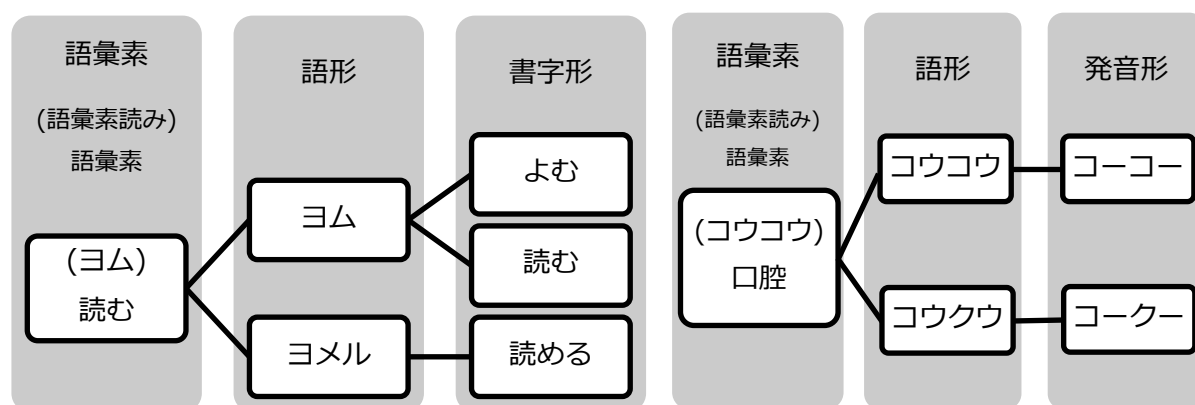 語彙素
(語彙素読み)
語彙素
(ヨム)
読む
語形
ヨム
ヨメル
書字形
よむ
読む
読める
語彙素
(語彙素読み)
語彙素
(コウコウ)
口腔
語形
コウコウ
コウクウ
発音形
コーコー
コークー